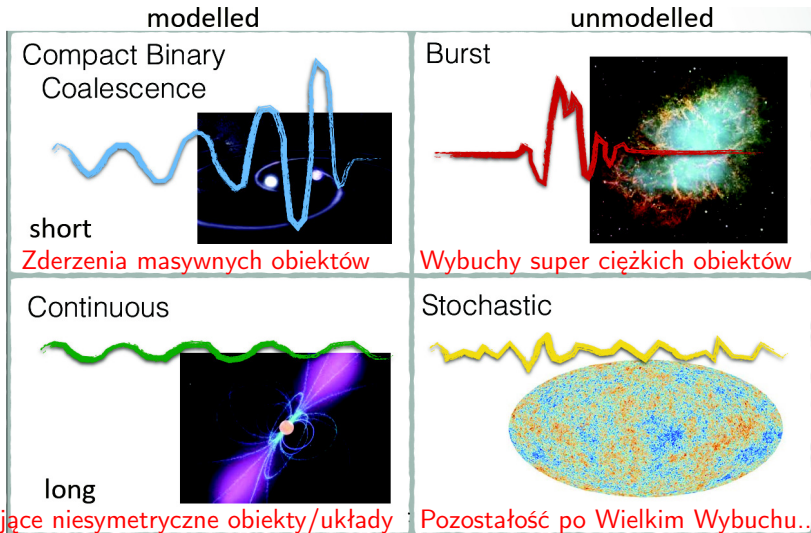 modelled
unmodelled
Compact Binary
Coalescence
short
Zderzenia masywnych obiektów
Burst
Wybuchy super ciężkich obiektów
Continuous
long
jące niesymetryczne obiekty/układy :
Stochastic
Pozostałość po Wielkim Wybuchu..